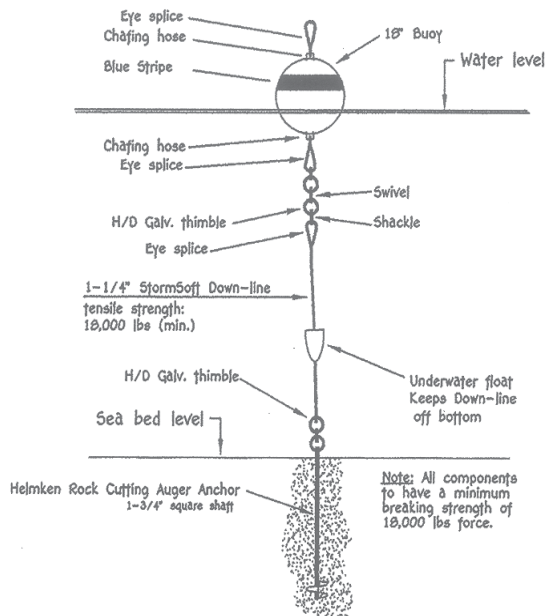 Eye splice
Chafing hose
Blue Stripe
18" Buoy
Water level
Chafing hose
Eye splice
Swivel
H/D Galv. thimble
Shackle
Eye splice
1-1/4" StormSoft Down-line
tensile strength:
18,000 lbs (min.)
H/D Galv. thimble
Underwater float
Keeps Down-line
off bottom
Sea bed level
Helmken Rock Cutting Auger Anchor
1-3/4" square shaft
Note: All components
to have a minimum
breaking strength of
18,000 lbs force.